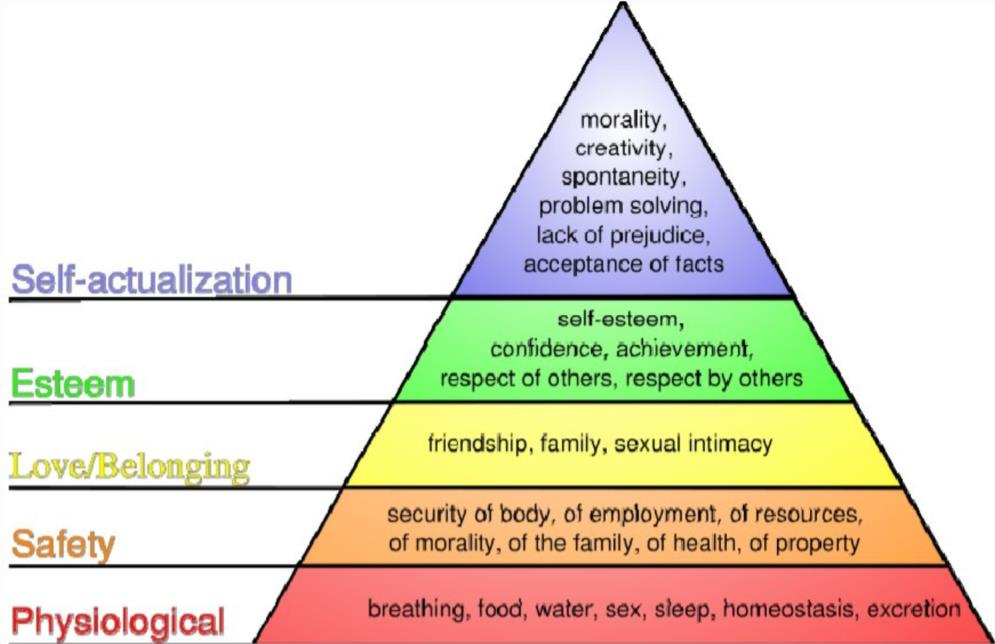 morality,
creativity,
spontaneity,
problem solving,
lack of prejudice,
acceptance of facts
Self-actualization
self-esteem,
confidence, achievement,
respect of others, respect by others
Esteem
friendship, family, sexual intimacy
Love/Belonging
security of body, of employment, of resources,
of morality, of the family, of health, of property
Safety
breathing, food, water, sex, sleep, homeostasis, excretion
Physiological